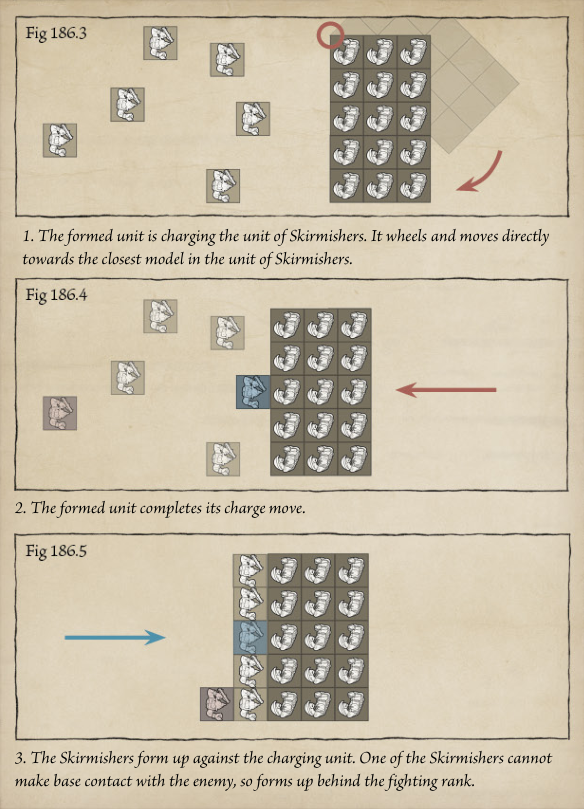 Fig 186.3
1. The formed unit is charging the unit of Skirmishers. It wheels and moves directly
towards the closest model in the unit of Skirmishers.
Fig 186.4
2. The formed unit completes its charge move.
Fig 186.5
3. The Skirmishers form up against the charging unit. One of the Skirmishers cannot
make base contact with the enemy, so forms up behind the fighting rank.